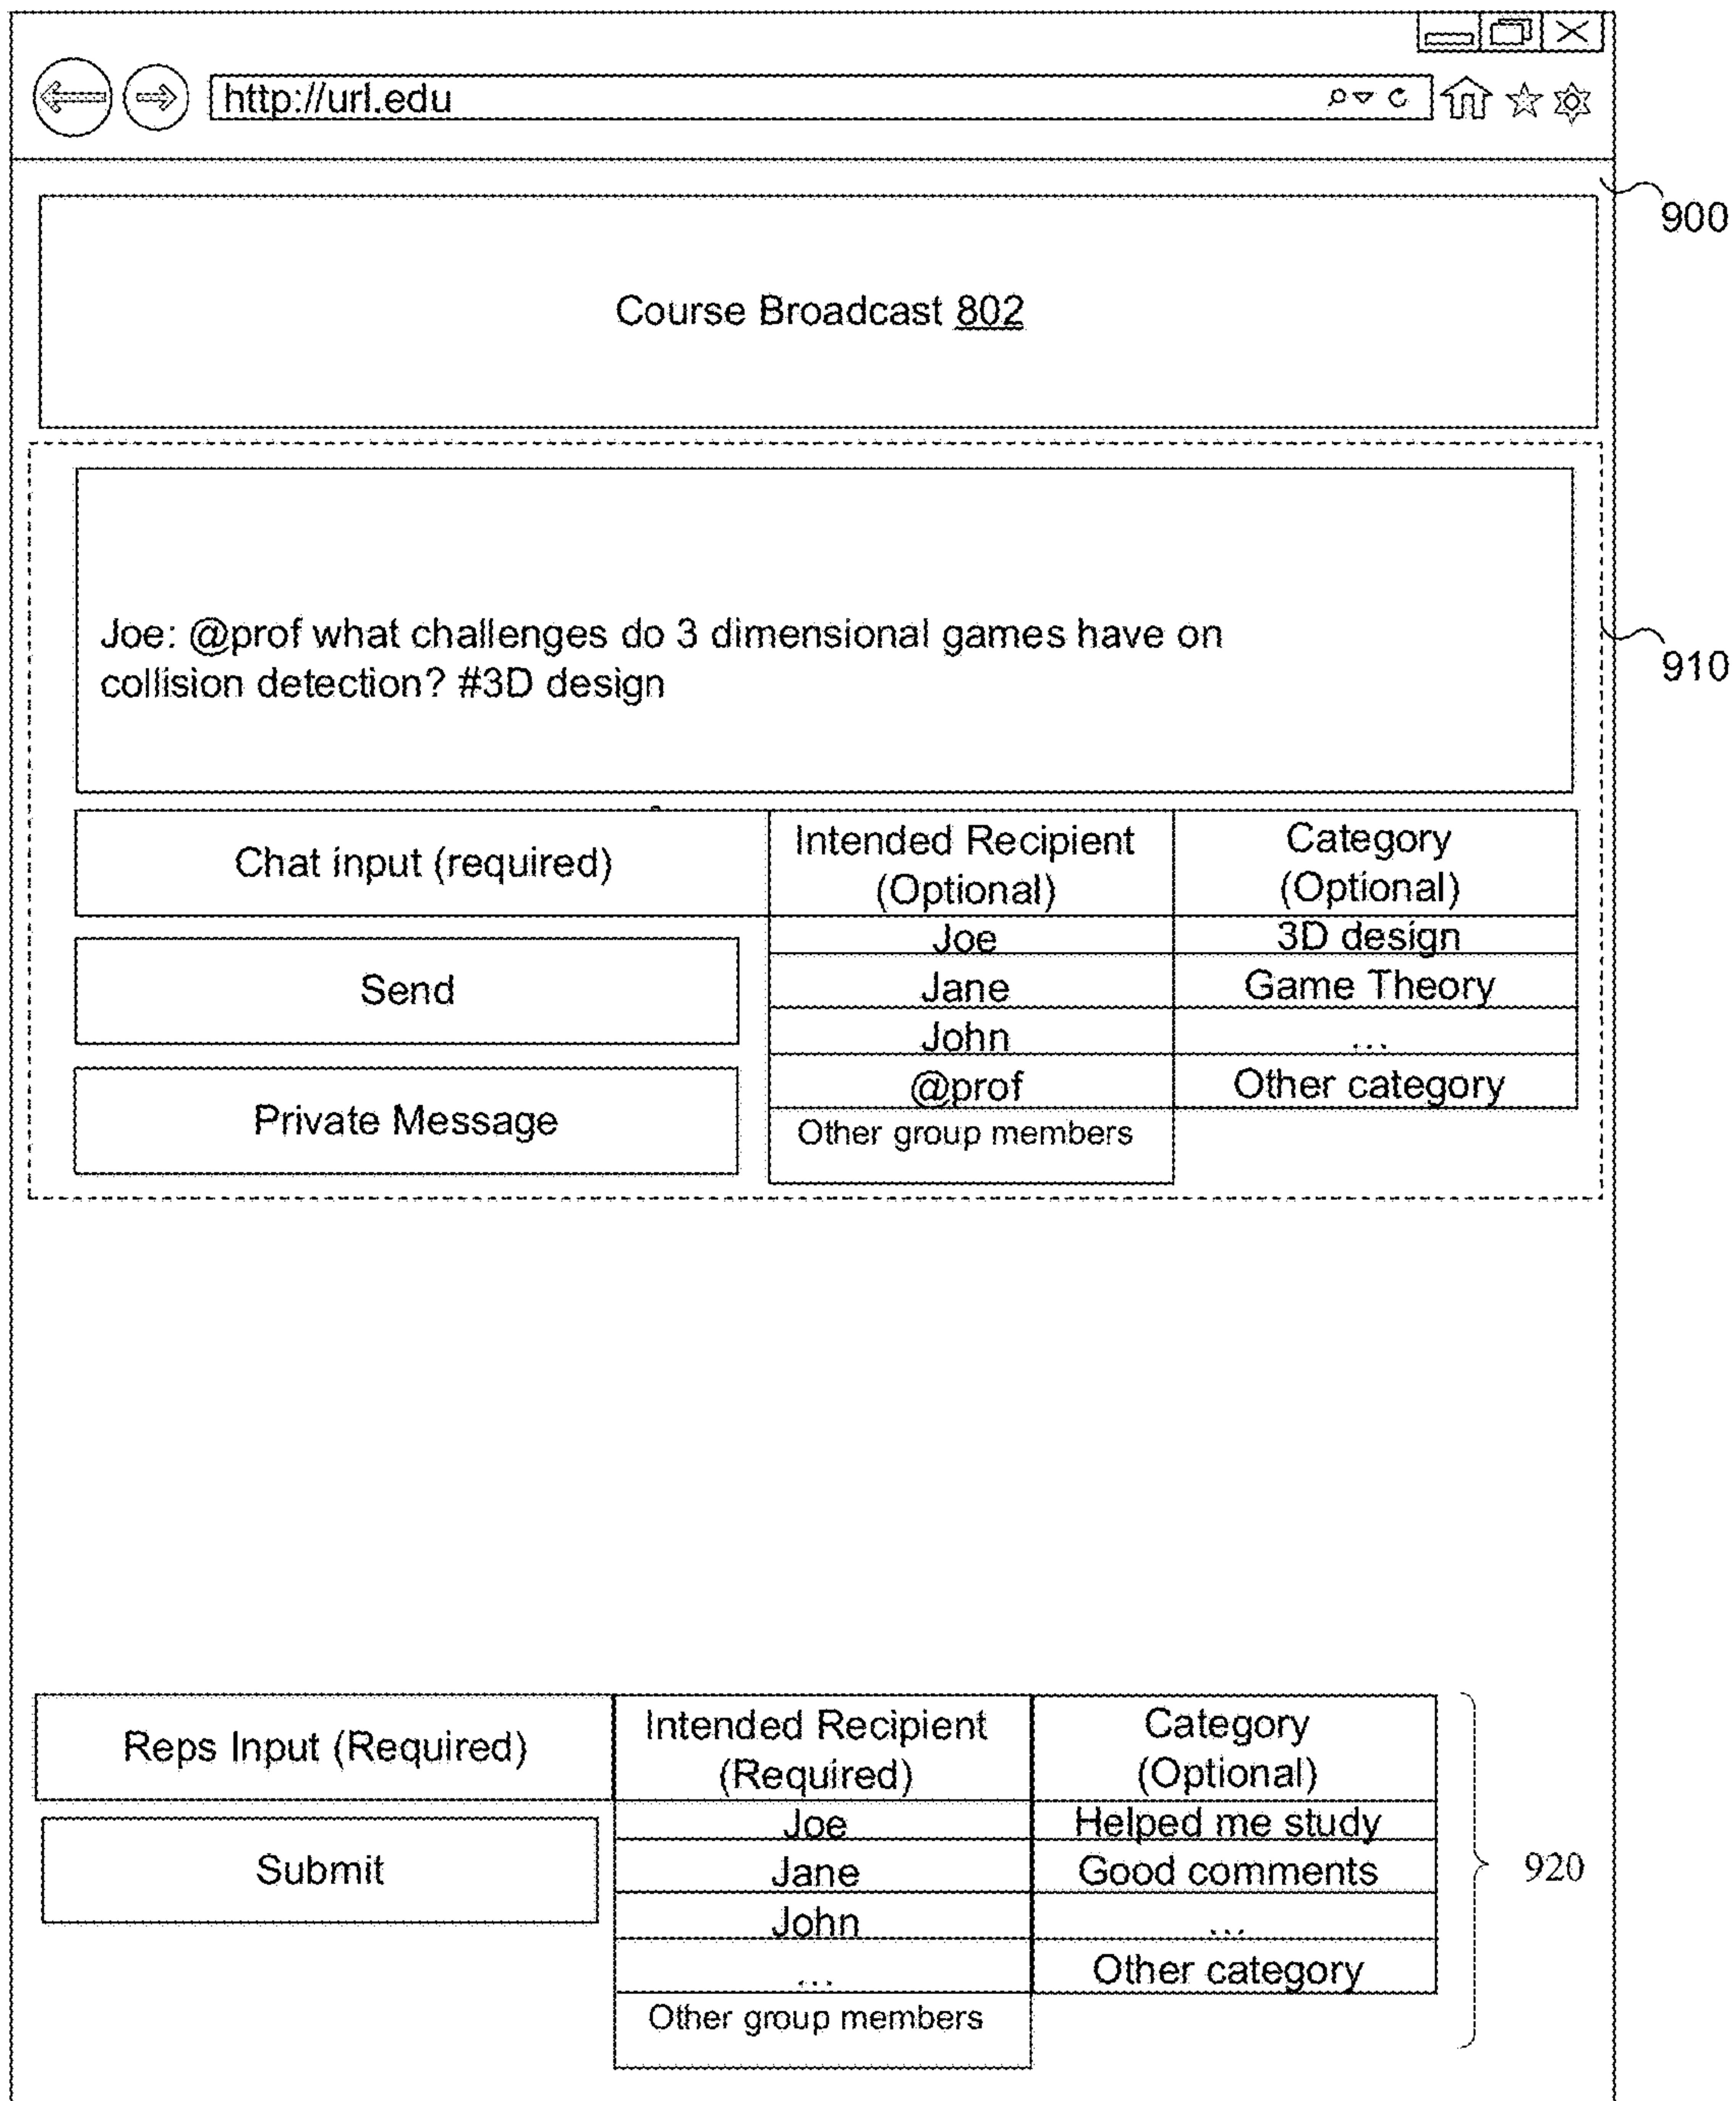 http://url.edu
900
Course Broadcast 802
Joe: @prof what challenges do 3 dimensional games have on
collision detection? #3D design
910
Chat input (required)
Intended Recipient
(Optional)
Category
(Optional)
Joe
3D design
Send
Jane
Game Theory
John
...
@prof
Other category
Private Message
Other group members
Reps Input (Required)
Intended Recipient
(Required)
Category
(Optional)
Joe
Helped me study
Submit
Jane
Good comments
920
John
...
...
Other category
Other group members